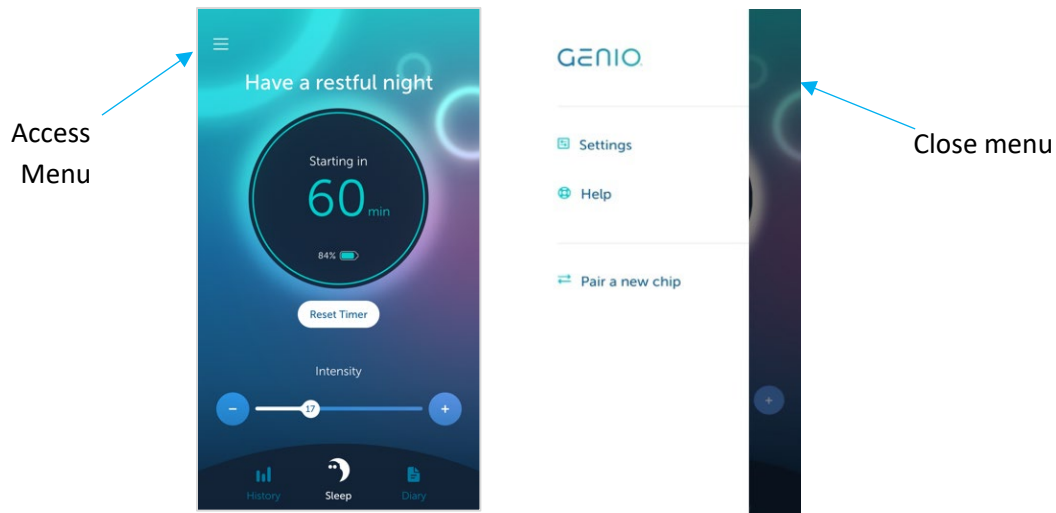 Access
Menu
Have a restful night
Starting in
60 min
84%
Reset Timer
Intensity
17
History
Sleep
Diary
GENIO
Settings
Help
Pair a new chip
Close menu